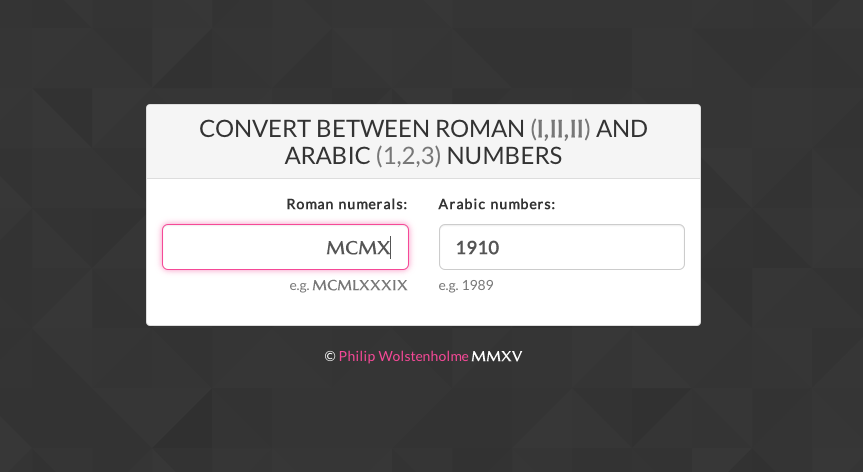 CONVERT BETWEEN ROMAN (I,II,II) AND
ARABIC (1,2,3) NUMBERS
Roman numerals:
MCMX
e.g. MCMLXXXIX
Arabic numbers:
1910
e.g. 1989
© Philip Wolstenholme MMXV